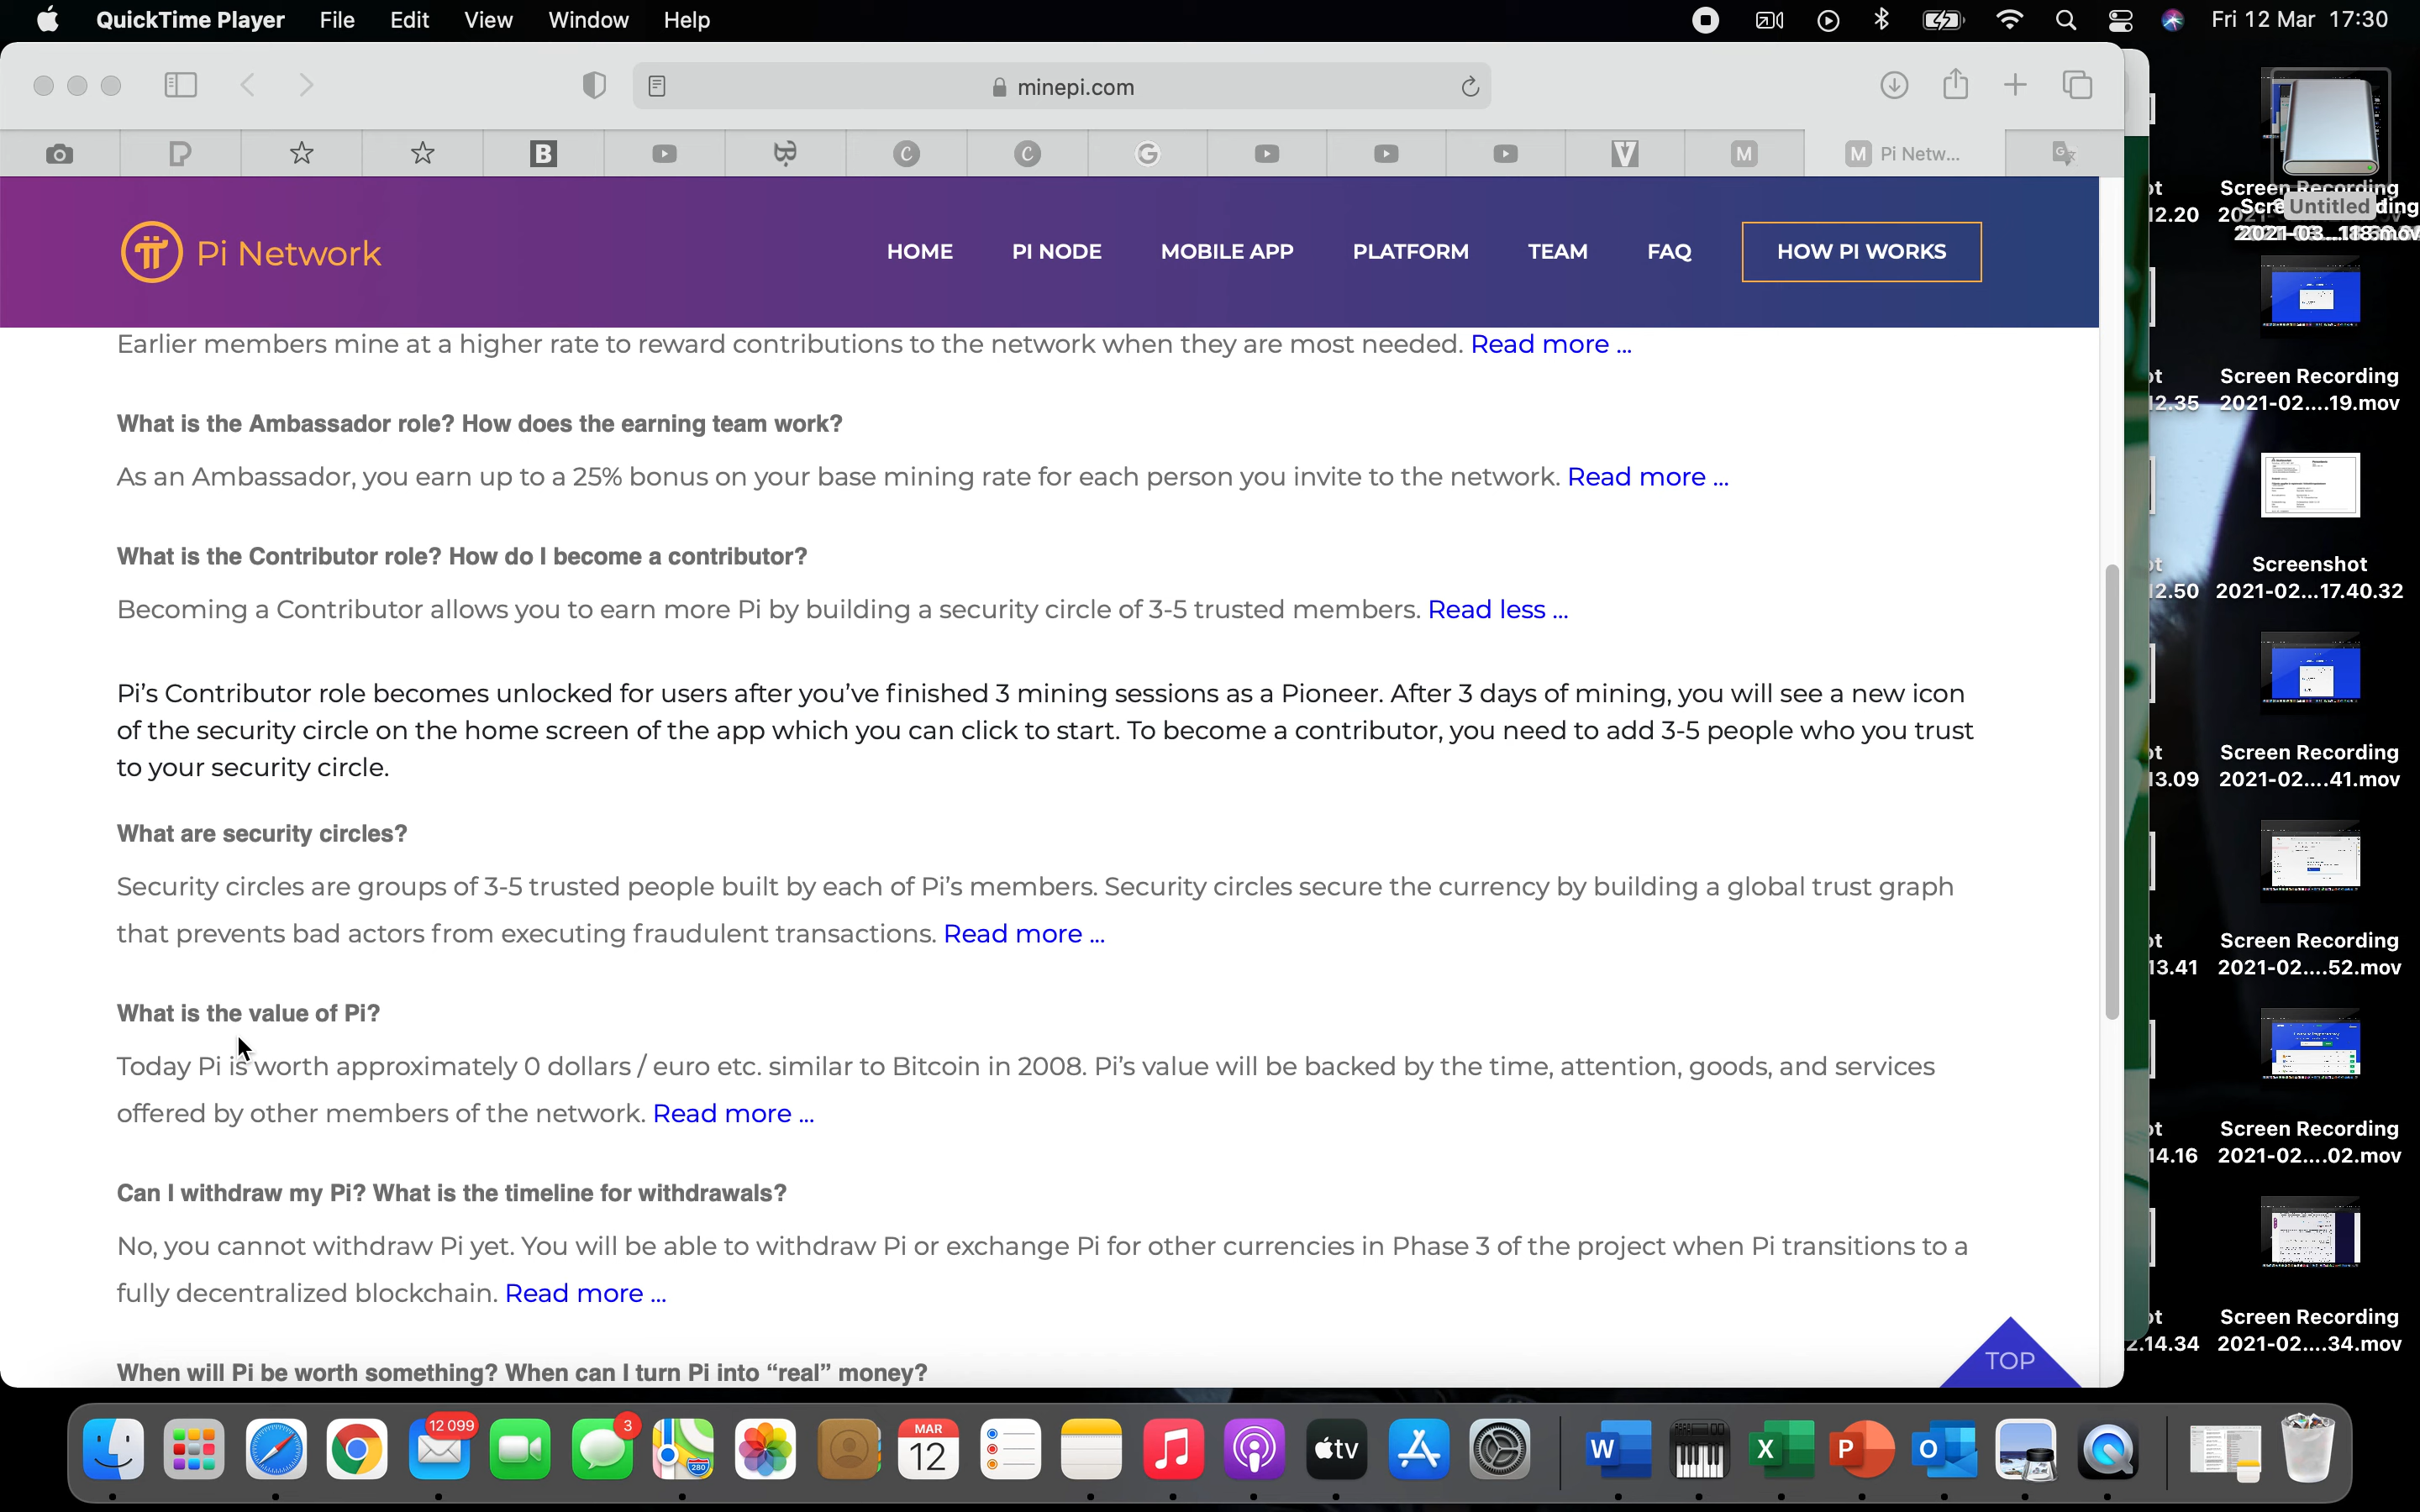 QuickTime Player File Edit View Window Help
Fri 12 Mar 17:30
minepi.com
Pi Netw...
Pi Network
HOME PI NODE MOBILE APP PLATFORM TEAM FAQ HOW PI WORKS
Earlier members mine at a higher rate to reward contributions to the network when they are most needed. Read more ...
What is the Ambassador role? How does the earning team work?
As an Ambassador, you earn up to a 25% bonus on your base mining rate for each person you invite to the network. Read more ...
What is the Contributor role? How do I become a contributor?
Becoming a Contributor allows you to earn more Pi by building a security circle of 3-5 trusted members. Read less ...
Pi's Contributor role becomes unlocked for users after you've finished 3 mining sessions as a Pioneer. After 3 days of mining, you will see a new icon
of the security circle on the home screen of the app which you can click to start. To become a contributor, you need to add 3-5 people who you trust
to your security circle.
What are security circles?
Security circles are groups of 3-5 trusted people built by each of Pi's members. Security circles secure the currency by building a global trust graph
that prevents bad actors from executing fraudulent transactions. Read more ...
What is the value of Pi?
Today Pi is worth approximately 0 dollars / euro etc. similar to Bitcoin in 2008. Pi's value will be backed by the time, attention, goods, and services
offered by other members of the network. Read more ...
Can I withdraw my Pi? What is the timeline for withdrawals?
No, you cannot withdraw Pi yet. You will be able to withdraw Pi or exchange Pi for other currencies in Phase 3 of the project when Pi transitions to a
fully decentralized blockchain. Read more ...
When will Pi be worth something? When can I turn Pi into “real” money?
TOP
Screen Recording
Untitled
12.20
Screen Recording
12.35 2021-02....19.mov
Screenshot
12.50 2021-02...17.40.32
Screen Recording
13.09 2021-02....41.mov
Screen Recording
13.41 2021-02....52.mov
Screen Recording
14.16 2021-02....02.mov
Screen Recording
2.14.34 2021-02....34.mov
12 099
3
280
MAR
12
tv
W
X
P
O